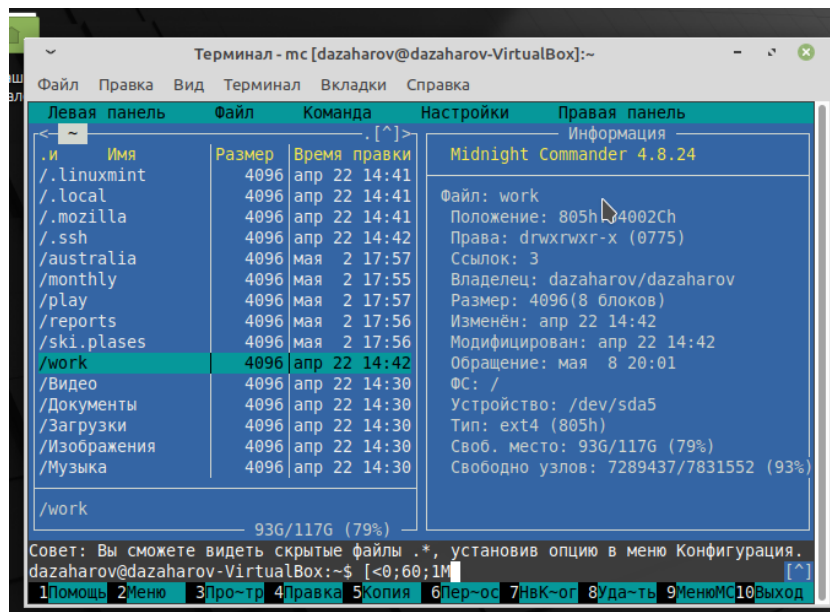 Терминал - mc [dazaharov@dazaharov-VirtualBox]:~
Файл Правка Вид Терминал Вкладки Справка
Левая панель Файл Команда Настройки Правая панель
<─ ~ ─.[^]>
Информация
.и Имя Размер Время правки
/.linuxmint 4096 апр 22 14:41
/.local 4096 апр 22 14:41
/.mozilla 4096 апр 22 14:41
/.ssh 4096 апр 22 14:42
/australia 4096 мая 2 17:57
/monthly 4096 мая 2 17:55
/play 4096 мая 2 17:57
/reports 4096 мая 2 17:56
/ski.plases 4096 мая 2 17:56
/work 4096 апр 22 14:42
/Видео 4096 апр 22 14:30
/Документы 4096 апр 22 14:30
/Загрузки 4096 апр 22 14:30
/Изображения 4096 апр 22 14:30
/Музыка 4096 апр 22 14:30
/work
93G/117G (79%)
Midnight Commander 4.8.24
Файл: work
Положение: 805h
Права: drwxrwxr-x (0775)
Ссылок: 3
Владелец: dazaharov/dazaharov
Размер: 4096(8 блоков)
Изменён: апр 22 14:42
Модифицирован: апр 22 14:42
Обращение: мая 8 20:01
ФС: /
Устройство: /dev/sda5
Тип: ext4 (805h)
Своб. место: 93G/117G (79%)
Свободно узлов: 7289437/7831552 (93%)
Совет: Вы сможете видеть скрытые файлы .*, установив опцию в меню Конфигурация.
dazaharov@dazaharov-VirtualBox:~$ [<0;60;1M [^]
1Помощь 2Меню 3Про~тр 4Правка 5Копия 6Пер~ос 7НвК~ог 8Уда~ть 9МенюMC 10Выход